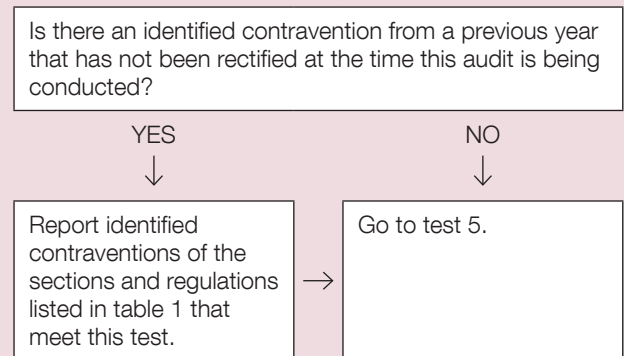 Is there an identified contravention from a previous year
that has not been rectified at the time this audit is being
conducted?
YES
NO
Report identified
contraventions of the
sections and regulations
listed in table 1 that
meet this test.
Go to test 5.